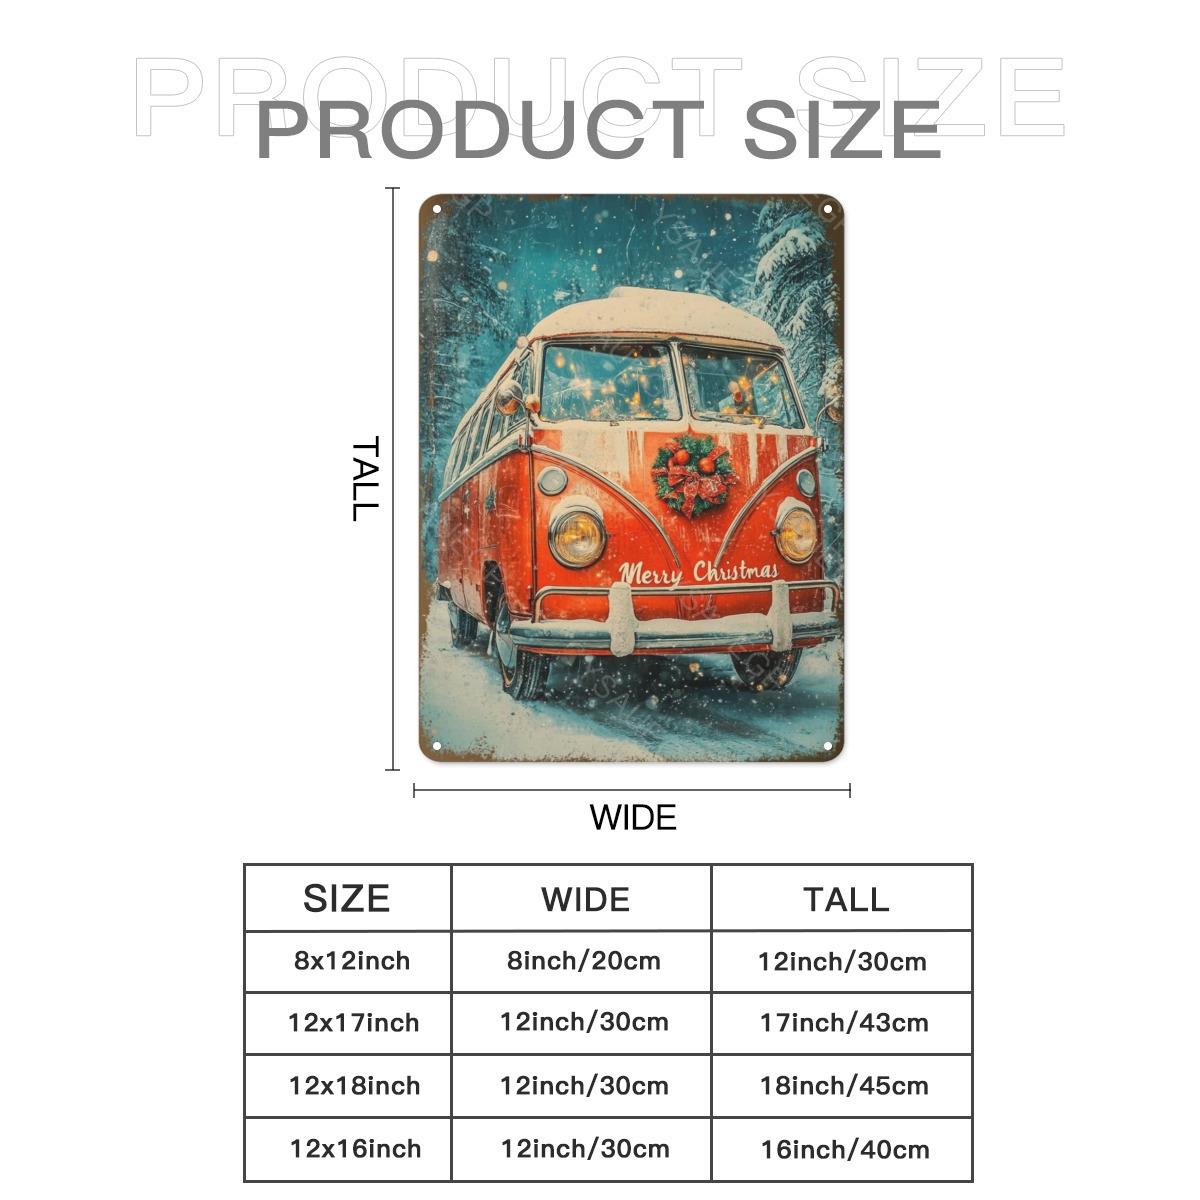 PRODUCT SIZE
PRODUCT SIZE
TALL
Merry Christmas
WIDE
SIZE WIDE TALL
8x12inch 8inch/20cm 12inch/30cm
12x17inch 12inch/30cm 17inch/43cm
12x18inch 12inch/30cm 18inch/45cm
12x16inch 12inch/30cm 16inch/40cm